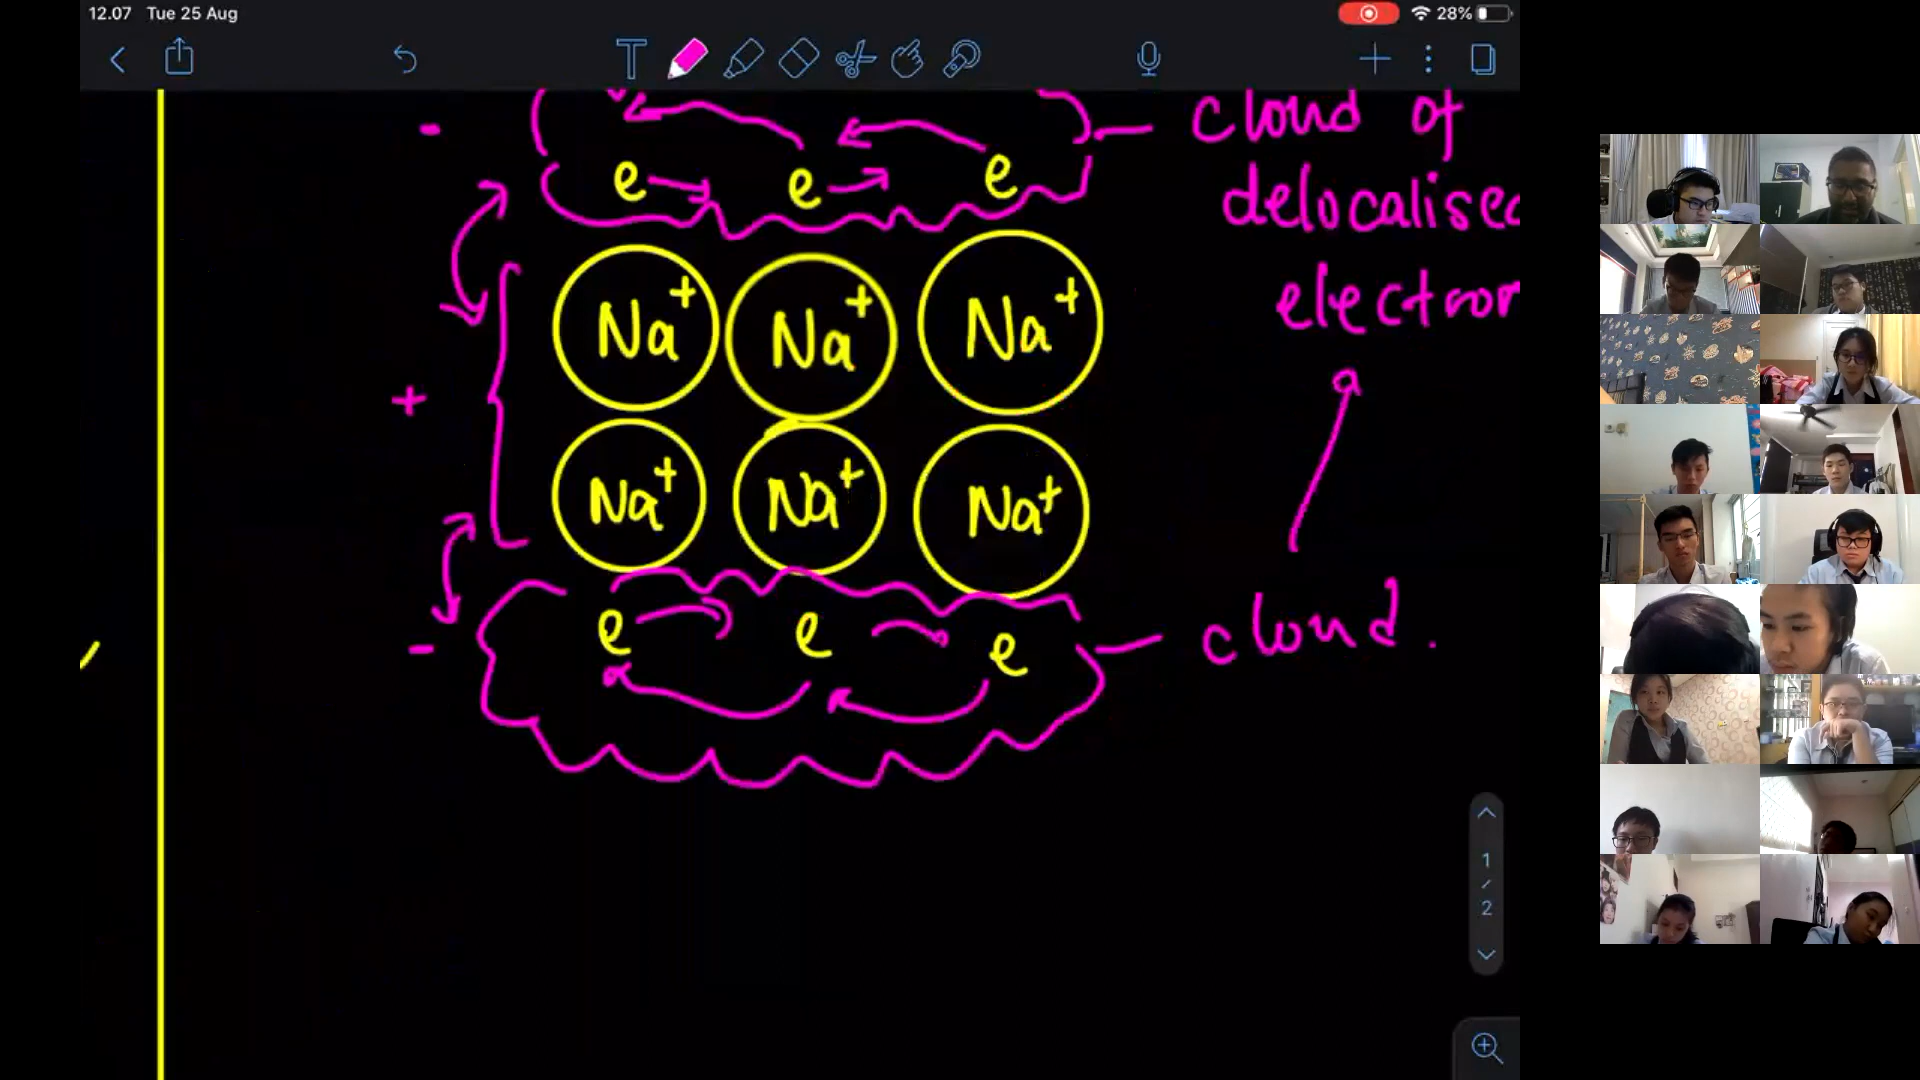 12.07 Tue 25 Aug
28%
T
-
cloud of
e e e
delocalised
Na+ Na+ Na+
electron
+
Na+ Na+ Na+
-
e e e
cloud.
1
/
2